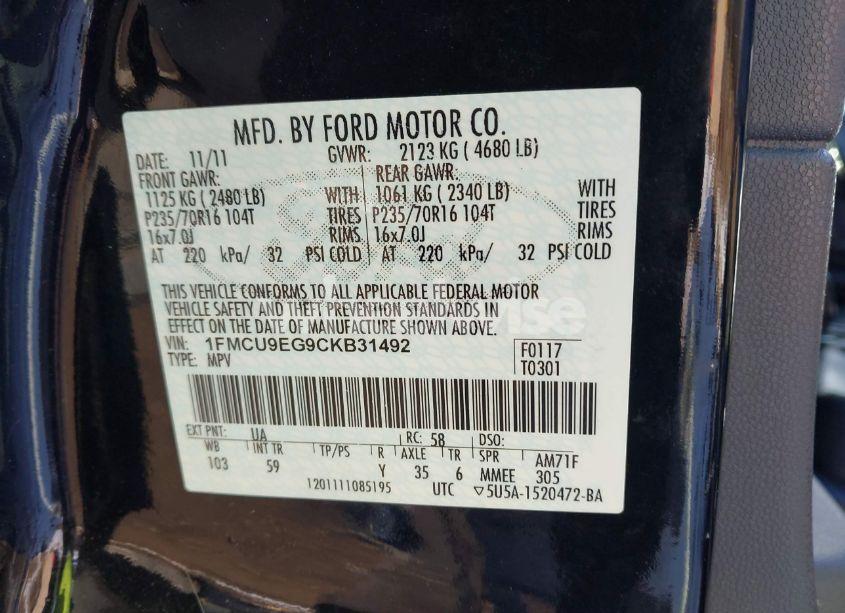 MFD. BY FORD MOTOR CO.
DATE: 11/11 GVWR: 2123 KG ( 4680 LB)
FRONT GAWR: REAR GAWR:
1125 KG ( 2480 LB) WITH 1061 KG ( 2340 LB) WITH
P235/70R16 104T TIRES P235/70R16 104T TIRES
16x7.0J RIMS 16x7.0J RIMS
AT 220 kPa/ 32 PSI COLD AT 220 kPa/ 32 PSI COLD
THIS VEHICLE CONFORMS TO ALL APPLICABLE FEDERAL MOTOR
VEHICLE SAFETY AND THEFT PREVENTION STANDARDS IN
EFFECT ON THE DATE OF MANUFACTURE SHOWN ABOVE.
VIN: 1FMCU9EG9CKB31492 F0117
TYPE: MPV T0301
EXT PNT: UA RC: 58 DSO:
WB INT TR TP/PS R AXLE TR SPR AM71F
103 59 Y 35 6 MMEE 305
1201111085195 UTC ▽5U5A-1520472-BA